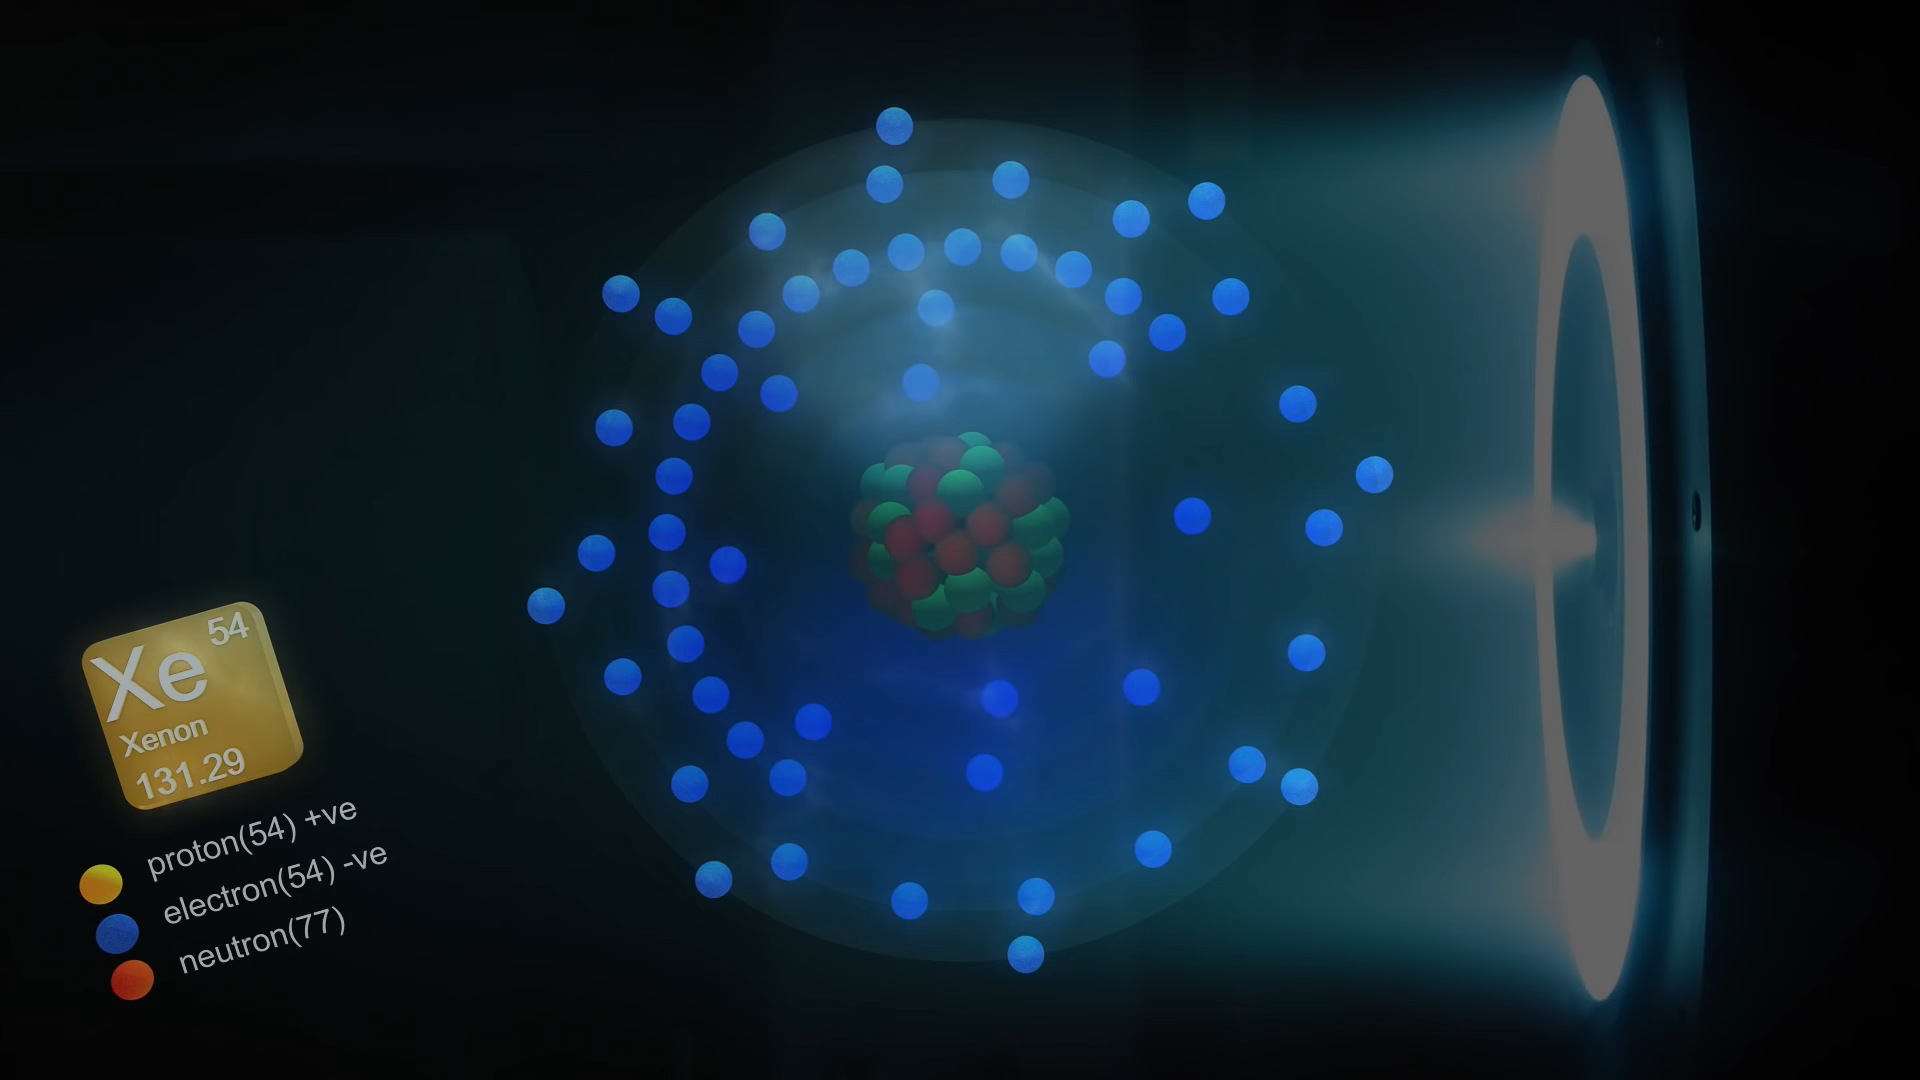 54
Xe
Xenon
131.29
proton(54) +ve
electron(54) -ve
neutron(77)